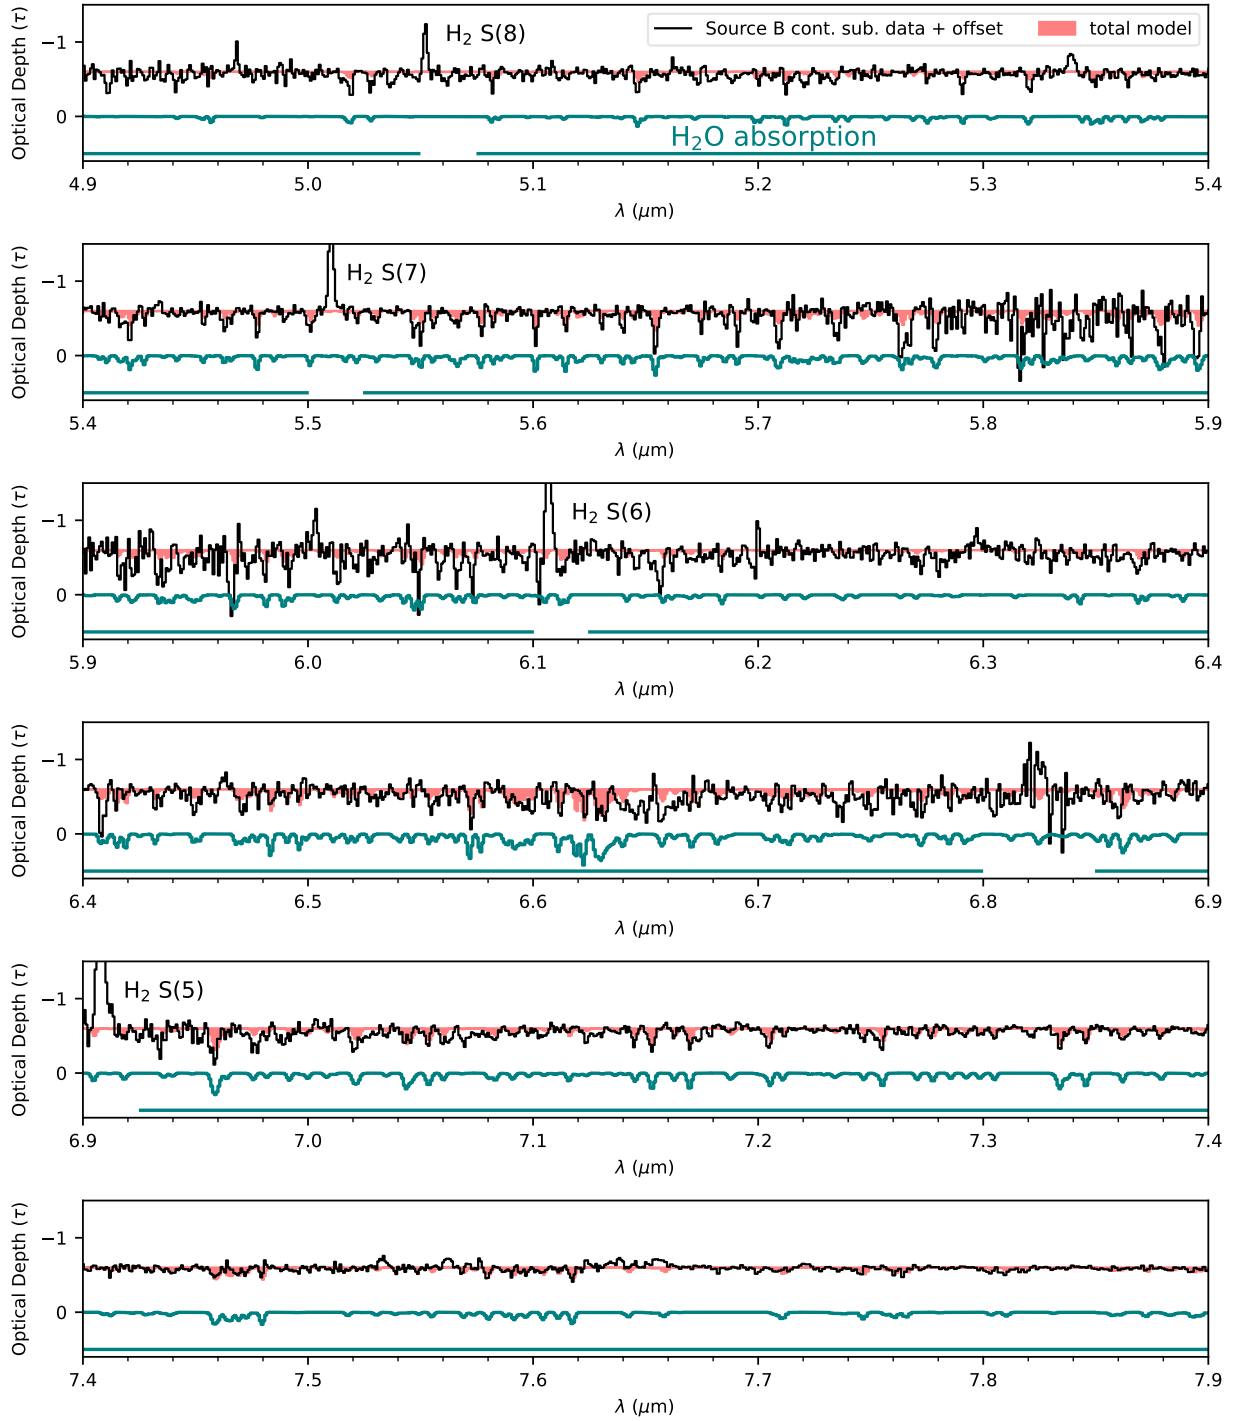 Source B cont. sub. data + offset
total model
H₂ S(8)
H₂O absorption
Optical Depth (τ)
−1
0
4.9 5.0 5.1 5.2 5.3 5.4
λ (μm)
H₂ S(7)
Optical Depth (τ)
−1
0
5.4 5.5 5.6 5.7 5.8 5.9
λ (μm)
H₂ S(6)
Optical Depth (τ)
−1
0
5.9 6.0 6.1 6.2 6.3 6.4
λ (μm)
Optical Depth (τ)
−1
0
6.4 6.5 6.6 6.7 6.8 6.9
λ (μm)
H₂ S(5)
Optical Depth (τ)
−1
0
6.9 7.0 7.1 7.2 7.3 7.4
λ (μm)
Optical Depth (τ)
−1
0
7.4 7.5 7.6 7.7 7.8 7.9
λ (μm)